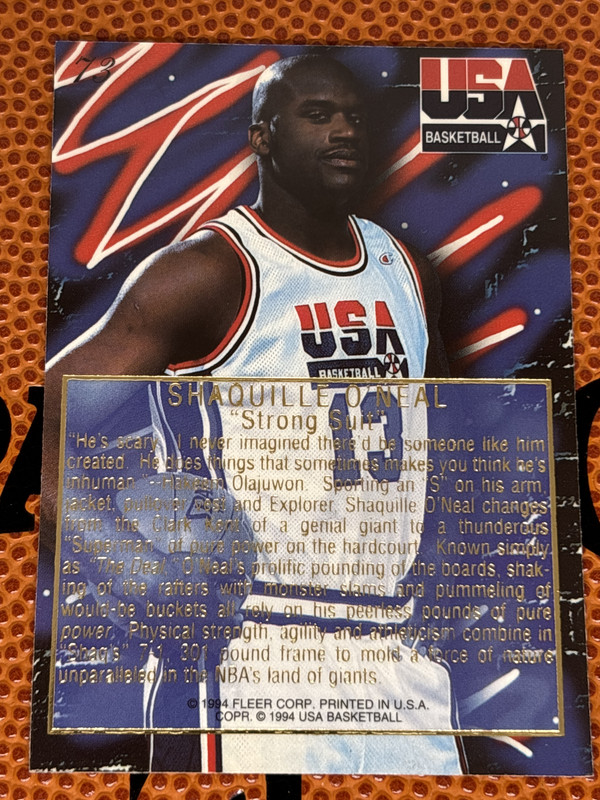 73
USA
BASKETBALL
USA
BASKETBALL
13
SHAQUILLE O'NEAL
"Strong Suit"
"He's scary. I never imagined there'd be someone like him
created. He does things that sometimes makes you think he's
inhuman."-Hakeem Olajuwon. Sporting an "S" on his arm,
jacket, pullover, vest and Explorer, Shaquille O'Neal changes
from the Clark Kent of a genial giant to a thunderous
"Superman" of pure power on the hardcourt. Known simply
as "The Deal," O'Neal's prolific pounding of the boards, shak-
ing of the rafters with monster slams and pummeling of
would-be buckets all rely on his peerless pounds of pure
power. Physical strength, agility and athleticism combine in
"Shaq's" 7-1, 301 pound frame to mold a force of nature
unparalleled in the NBA's land of giants.
© 1994 FLEER CORP. PRINTED IN U.S.A.
COPR. © 1994 USA BASKETBALL